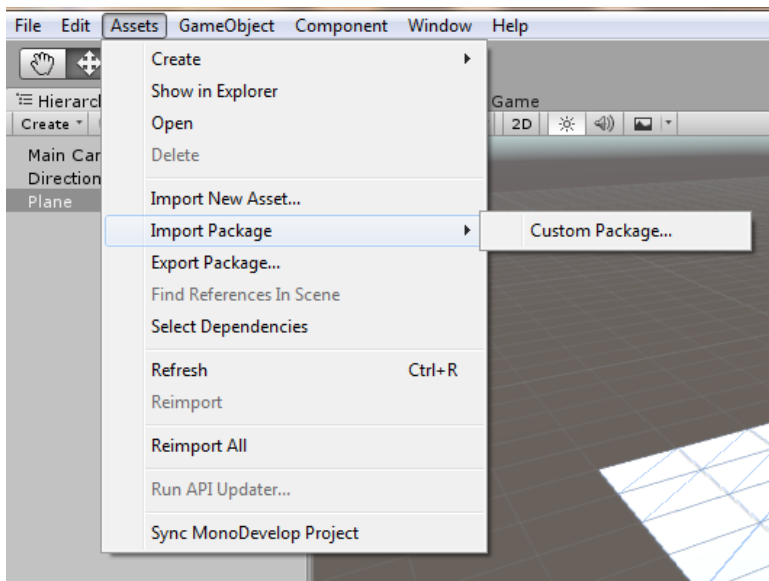 File Edit Assets GameObject Component Window Help
Hierarcl
Game
Create
2D
Main Car
Direction
Plane
Create
Show in Explorer
Open
Delete
Import New Asset...
Import Package
Custom Package...
Export Package...
Find References In Scene
Select Dependencies
Refresh Ctrl+R
Reimport
Reimport All
Run API Updater...
Sync MonoDevelop Project